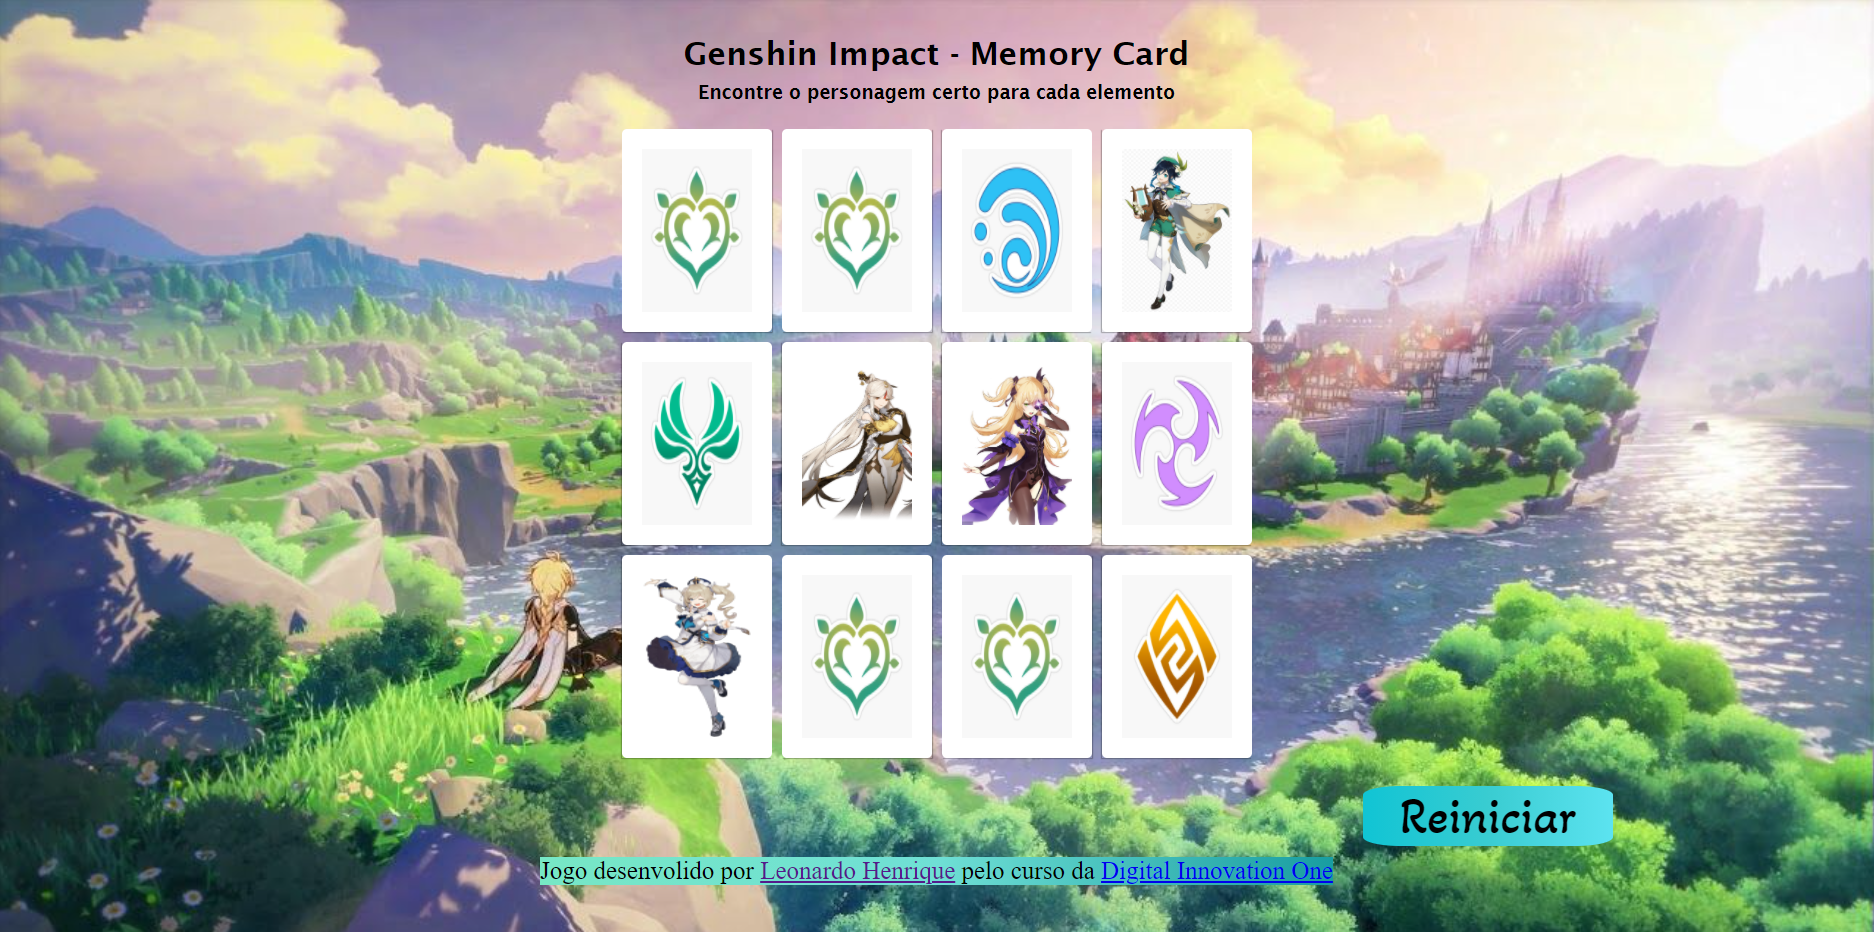 Genshin Impact - Memory Card
Encontre o personagem certo para cada elemento
Reiniciar
Jogo desenvolvido por Leonardo Henrique pelo curso da Digital Innovation One